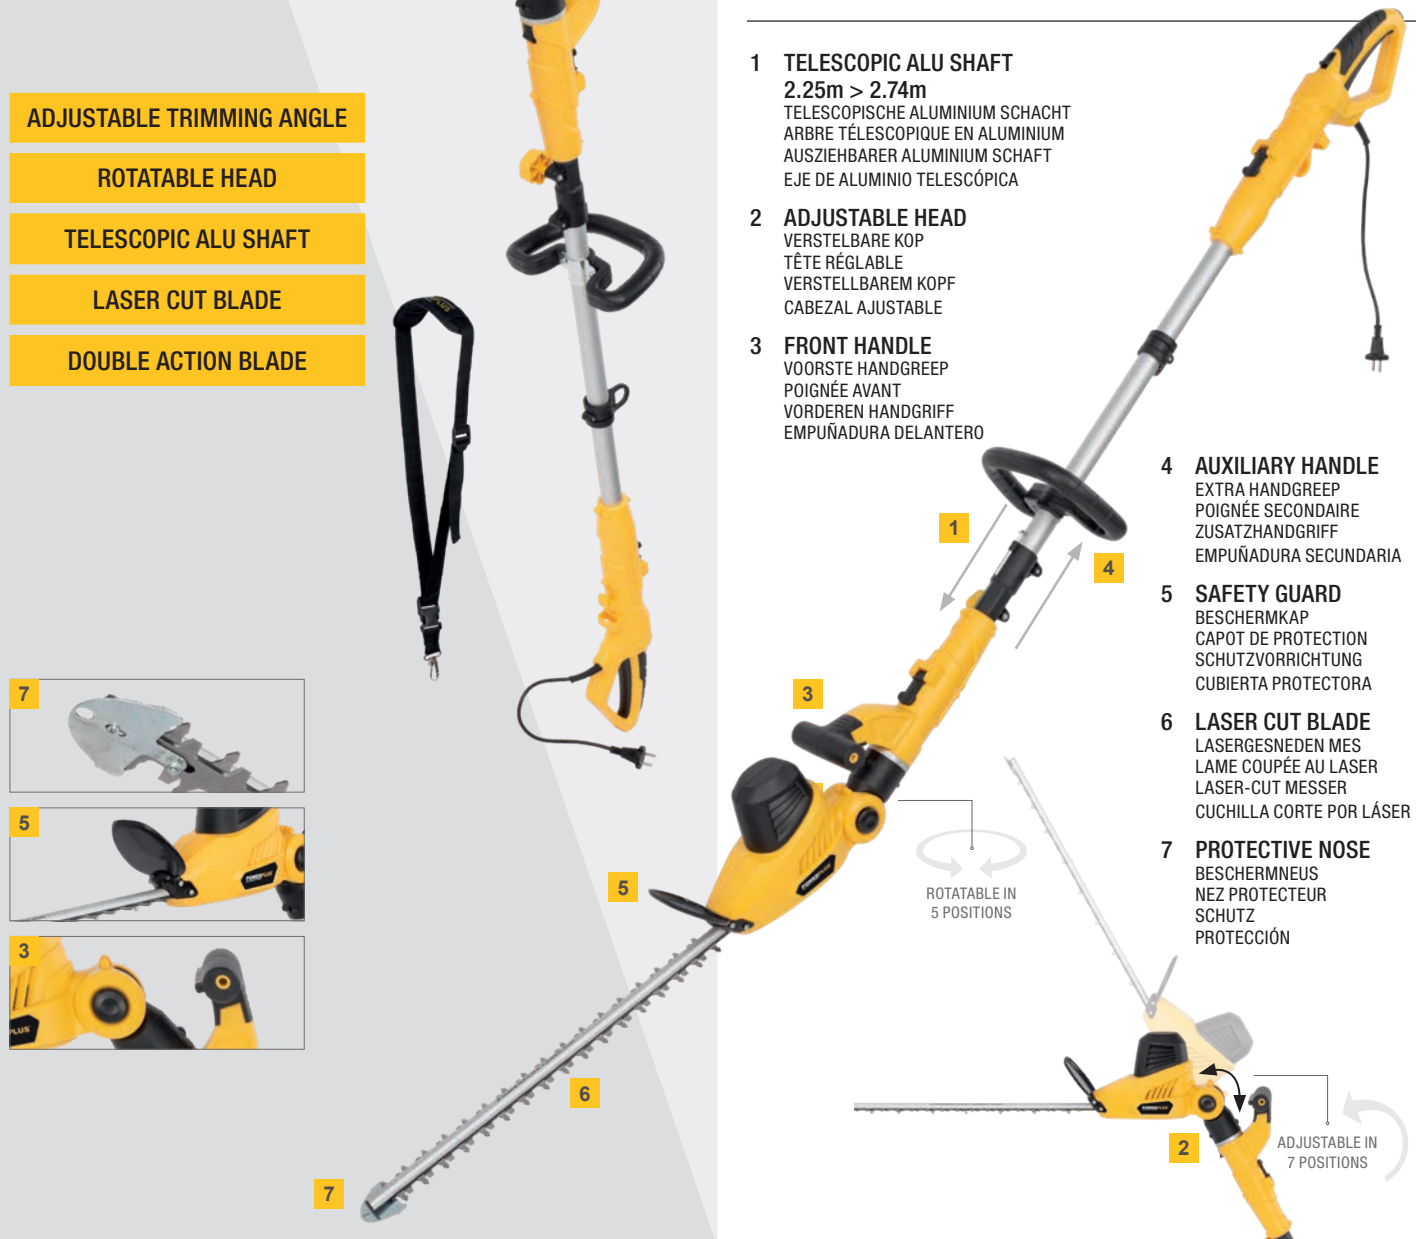 ADJUSTABLE TRIMMING ANGLE
ROTATABLE HEAD
TELESCOPIC ALU SHAFT
LASER CUT BLADE
DOUBLE ACTION BLADE
7
5
3
1 TELESCOPIC ALU SHAFT
2.25m > 2.74m
TELESCOPISCHE ALUMINIUM SCHACHT
ARBRE TÉLESCOPIQUE EN ALUMINIUM
AUSZIEHBARER ALUMINIUM SCHAFT
EJE DE ALUMINIO TELESCÓPICA
2 ADJUSTABLE HEAD
VERSTELBARE KOP
TÊTE RÉGLABLE
VERSTELLBAREM KOPF
CABEZAL AJUSTABLE
3 FRONT HANDLE
VOORSTE HANDGREEP
POIGNÉE AVANT
VORDEREN HANDGRIFF
EMPUÑADURA DELANTERO
4 AUXILIARY HANDLE
EXTRA HANDGREEP
POIGNÉE SECONDAIRE
ZUSATZHANDGRIFF
EMPUÑADURA SECUNDARIA
5 SAFETY GUARD
BESCHERMKAP
CAPOT DE PROTECTION
SCHUTZVORRICHTUNG
CUBIERTA PROTECTORA
6 LASER CUT BLADE
LASERGESNEDEN MES
LAME COUPÉE AU LASER
LASER-CUT MESSER
CUCHILLA CORTE POR LÁSER
7 PROTECTIVE NOSE
BESCHERMNEUS
NEZ PROTECTEUR
SCHUTZ
PROTECCIÓN
1
4
3
5
6
7
2
ROTATABLE IN
5 POSITIONS
ADJUSTABLE IN
7 POSITIONS
POWERPLUS
POWERPLUS
PLUS
PLUS
POWERPLUS